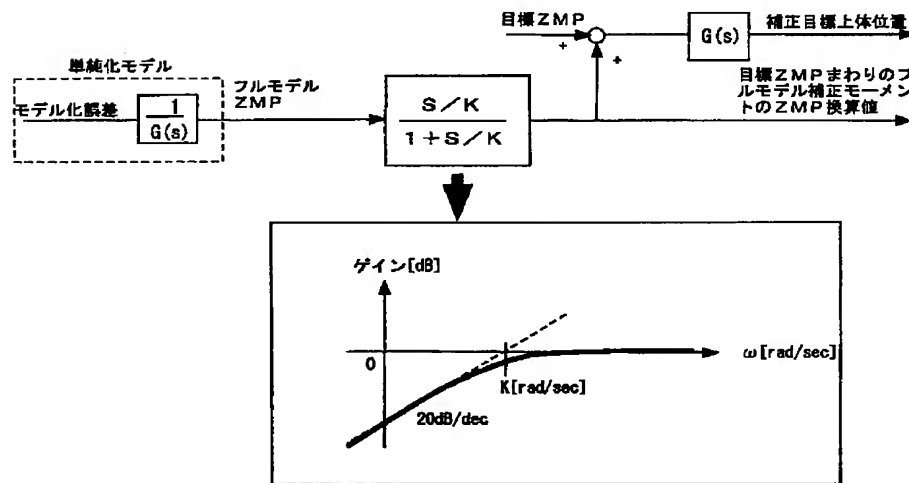 目標ZMP
+
+
G(s)
補正目標上体位置
単純化モデル
モデル化誤差
1
G(s)
フルモデル
ZMP
S/K
1+S/K
目標ZMPまわりのフ
ルモデル補正モーメン
トのZMP換算値
ゲイン[dB]
0
K[rad/sec]
ω[rad/sec]
20dB/dec